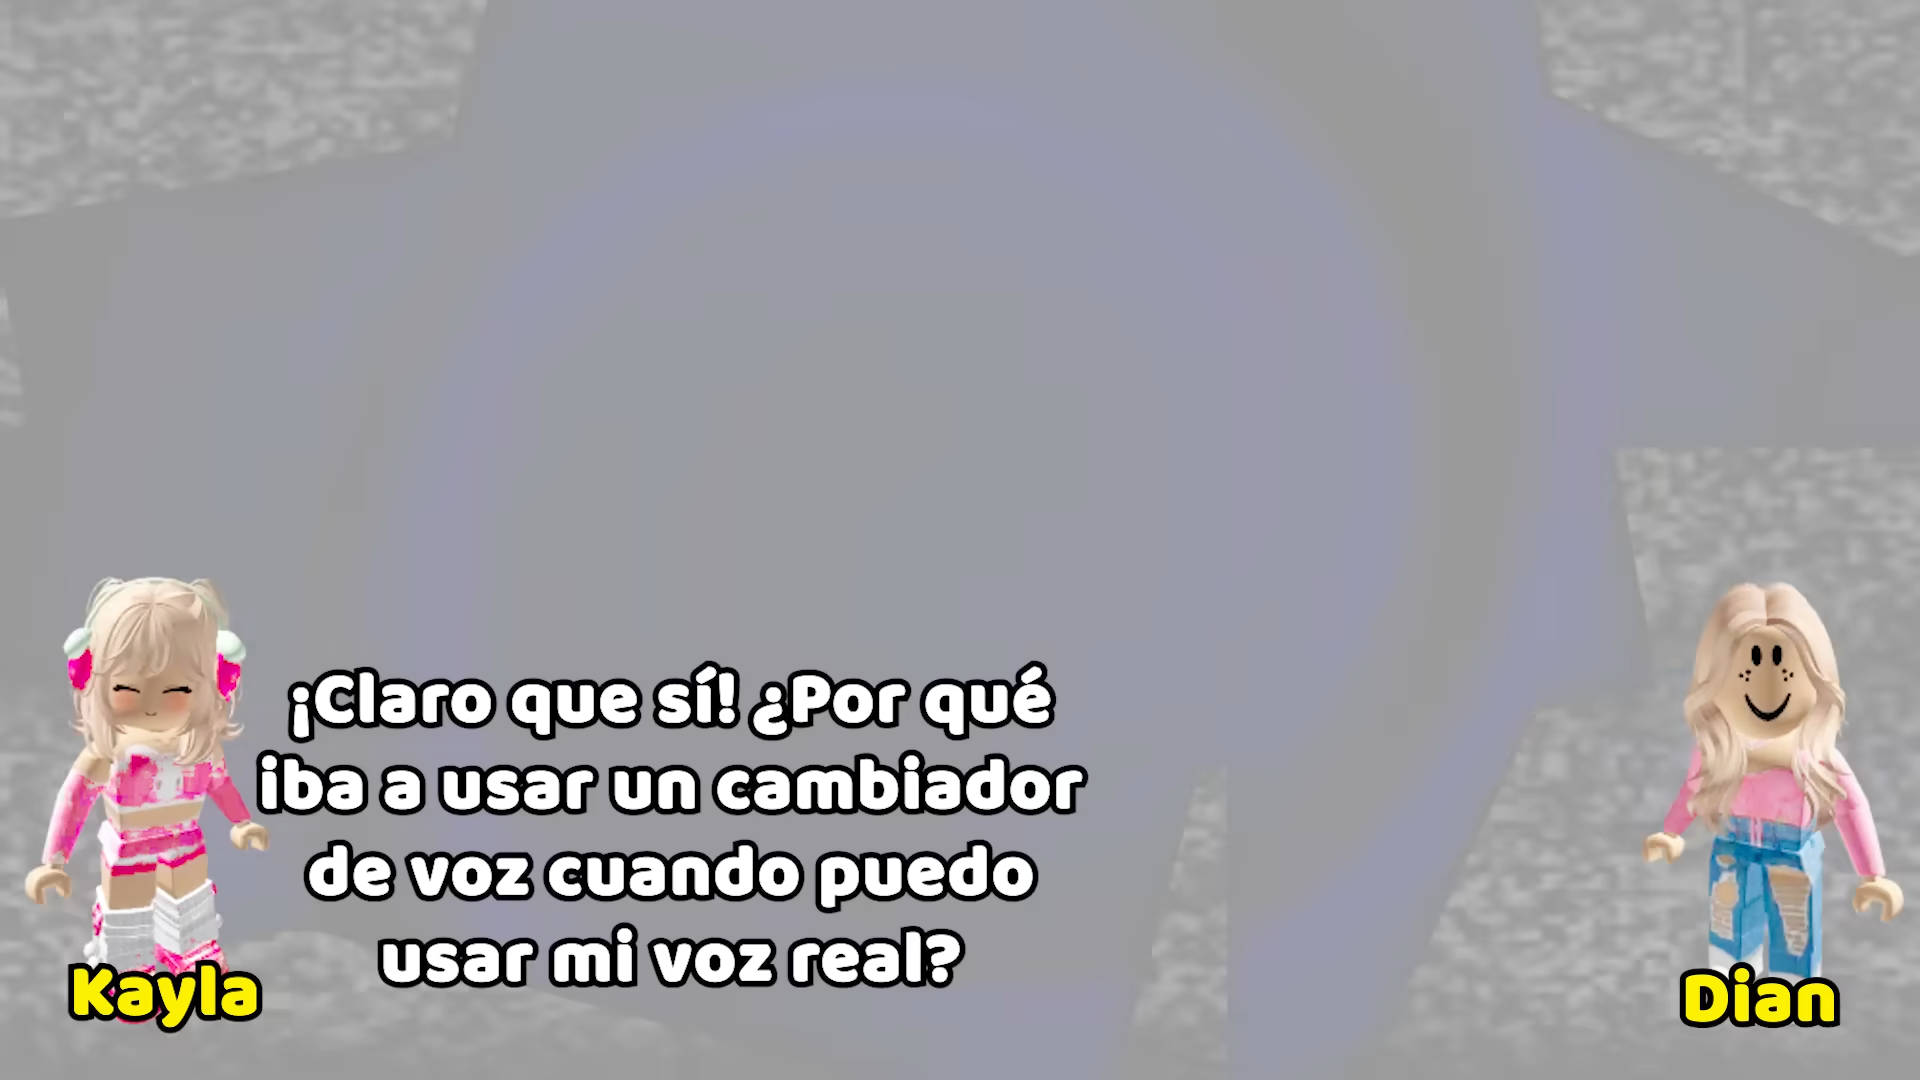 ¡Claro que sí! ¿Por qué
iba a usar un cambiador
de voz cuando puedo
usar mi voz real?
Kayla
Dian